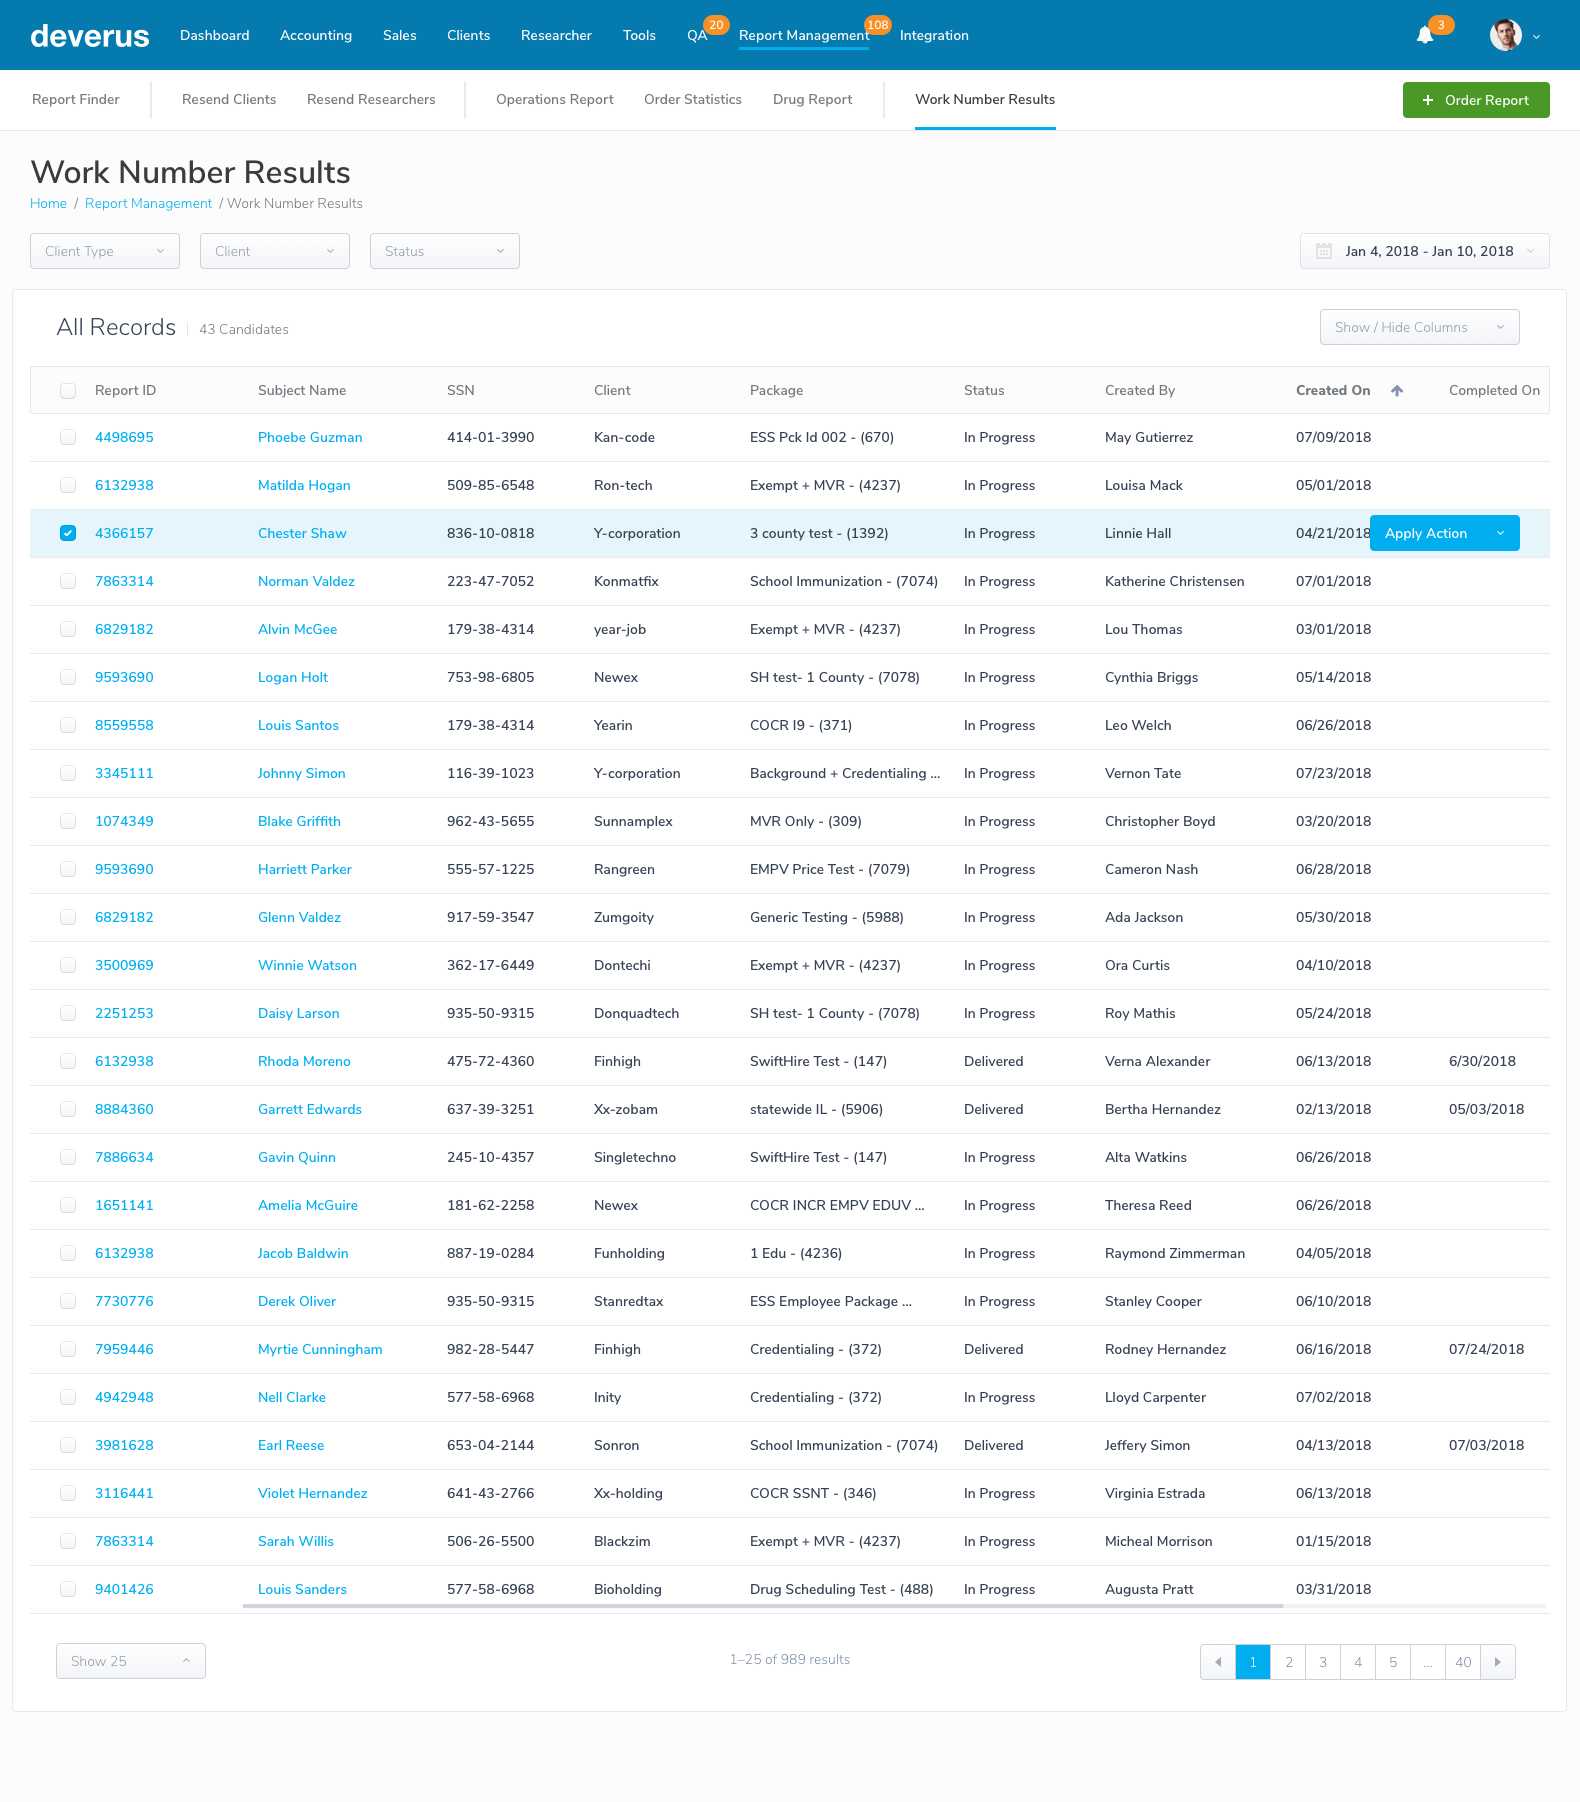 deverus Dashboard Accounting Sales Clients Researcher Tools QA 20 Report Management 108 Integration 3
Report Finder Resend Clients Resend Researchers Operations Report Order Statistics Drug Report Work Number Results + Order Report
Work Number Results
Home / Report Management / Work Number Results
Client Type Client Status Jan 4, 2018 - Jan 10, 2018
All Records 43 Candidates Show / Hide Columns
Report ID Subject Name SSN Client Package Status Created By Created On Completed On
4498695 Phoebe Guzman 414-01-3990 Kan-code ESS Pck Id 002 - (670) In Progress May Gutierrez 07/09/2018
6132938 Matilda Hogan 509-85-6548 Ron-tech Exempt + MVR - (4237) In Progress Louisa Mack 05/01/2018
4366157 Chester Shaw 836-10-0818 Y-corporation 3 county test - (1392) In Progress Linnie Hall 04/21/2018 Apply Action
7863314 Norman Valdez 223-47-7052 Konmatfix School Immunization - (7074) In Progress Katherine Christensen 07/01/2018
6829182 Alvin McGee 179-38-4314 year-job Exempt + MVR - (4237) In Progress Lou Thomas 03/01/2018
9593690 Logan Holt 753-98-6805 Newex SH test- 1 County - (7078) In Progress Cynthia Briggs 05/14/2018
8559558 Louis Santos 179-38-4314 Yearin COCR I9 - (371) In Progress Leo Welch 06/26/2018
3345111 Johnny Simon 116-39-1023 Y-corporation Background + Credentialing ... In Progress Vernon Tate 07/23/2018
1074349 Blake Griffith 962-43-5655 Sunnamplex MVR Only - (309) In Progress Christopher Boyd 03/20/2018
9593690 Harriett Parker 555-57-1225 Rangreen EMPV Price Test - (7079) In Progress Cameron Nash 06/28/2018
6829182 Glenn Valdez 917-59-3547 Zumgoity Generic Testing - (5988) In Progress Ada Jackson 05/30/2018
3500969 Winnie Watson 362-17-6449 Dontechi Exempt + MVR - (4237) In Progress Ora Curtis 04/10/2018
2251253 Daisy Larson 935-50-9315 Donquadtech SH test- 1 County - (7078) In Progress Roy Mathis 05/24/2018
6132938 Rhoda Moreno 475-72-4360 Finhigh SwiftHire Test - (147) Delivered Verna Alexander 06/13/2018 6/30/2018
8884360 Garrett Edwards 637-39-3251 Xx-zobam statewide IL - (5906) Delivered Bertha Hernandez 02/13/2018 05/03/2018
7886634 Gavin Quinn 245-10-4357 Singletechno SwiftHire Test - (147) In Progress Alta Watkins 06/26/2018
1651141 Amelia McGuire 181-62-2258 Newex COCR INCR EMPV EDUV ... In Progress Theresa Reed 06/26/2018
6132938 Jacob Baldwin 887-19-0284 Funholding 1 Edu - (4236) In Progress Raymond Zimmerman 04/05/2018
7730776 Derek Oliver 935-50-9315 Stanredtax ESS Employee Package ... In Progress Stanley Cooper 06/10/2018
7959446 Myrtie Cunningham 982-28-5447 Finhigh Credentialing - (372) Delivered Rodney Hernandez 06/16/2018 07/24/2018
4942948 Nell Clarke 577-58-6968 Inity Credentialing - (372) In Progress Lloyd Carpenter 07/02/2018
3981628 Earl Reese 653-04-2144 Sonron School Immunization - (7074) Delivered Jeffery Simon 04/13/2018 07/03/2018
3116441 Violet Hernandez 641-43-2766 Xx-holding COCR SSNT - (346) In Progress Virginia Estrada 06/13/2018
7863314 Sarah Willis 506-26-5500 Blackzim Exempt + MVR - (4237) In Progress Micheal Morrison 01/15/2018
9401426 Louis Sanders 577-58-6968 Bioholding Drug Scheduling Test - (488) In Progress Augusta Pratt 03/31/2018
Show 25 1–25 of 989 results 1 2 3 4 5 ... 40